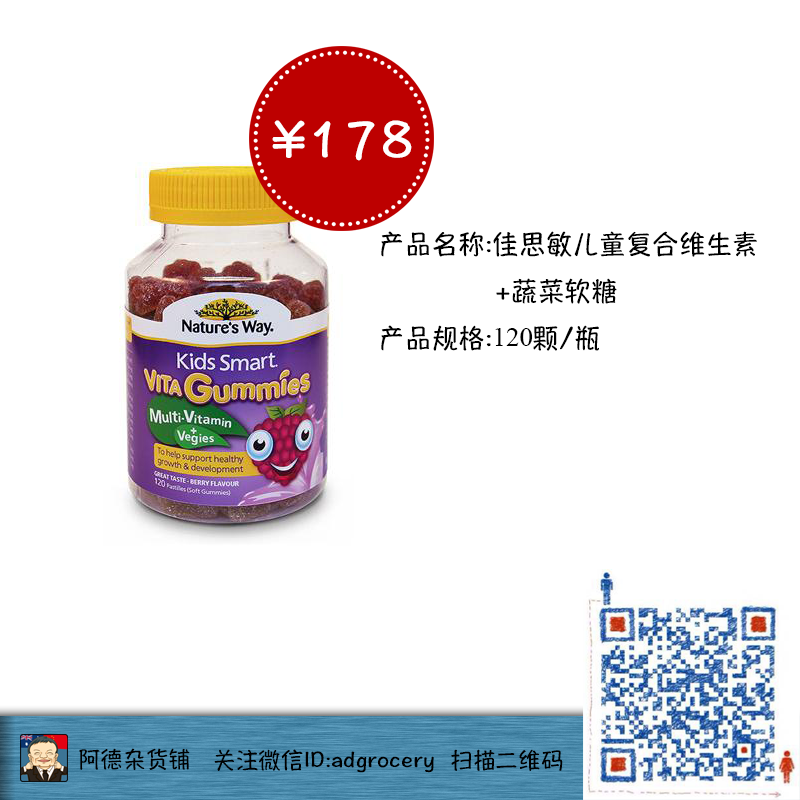 ¥178
产品名称:佳思敏儿童复合维生素
+蔬菜软糖
产品规格:120颗/瓶
Nature's Way.
Kids Smart.
VITA Gummies
Multi-Vitamin
+
Vegies
To help support healthy
growth & development
GREAT TASTE - BERRY FLAVOUR
120 Pastilles (Soft Gummies)
阿德杂货铺 关注微信ID:adgrocery 扫描二维码